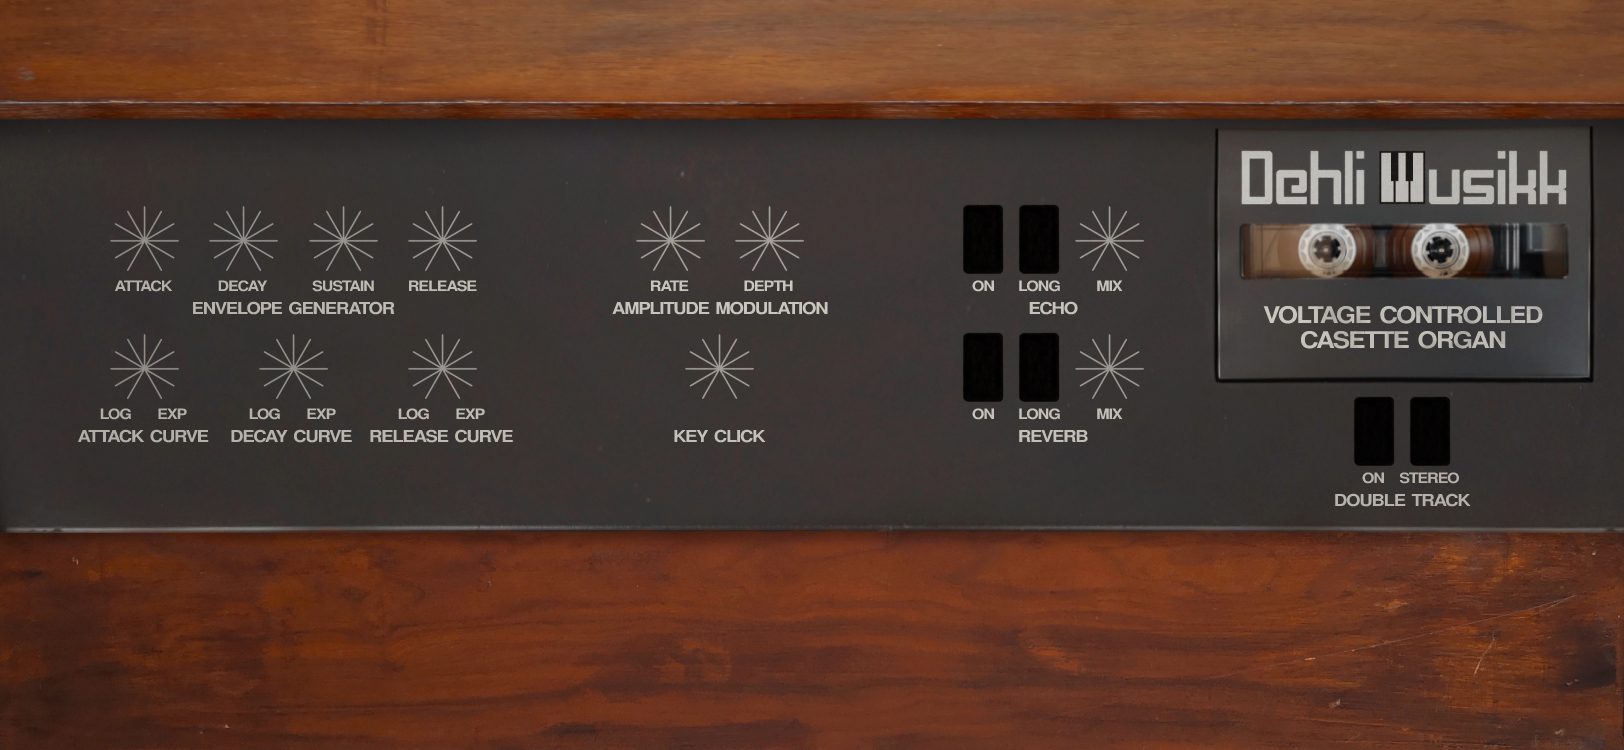 Dehli Musikk
VOLTAGE CONTROLLED
CASETTE ORGAN
ATTACK DECAY SUSTAIN RELEASE
ENVELOPE GENERATOR
LOG EXP LOG EXP LOG EXP
ATTACK CURVE DECAY CURVE RELEASE CURVE
RATE DEPTH
AMPLITUDE MODULATION
KEY CLICK
ON LONG MIX
ECHO
ON LONG MIX
REVERB
ON STEREO
DOUBLE TRACK